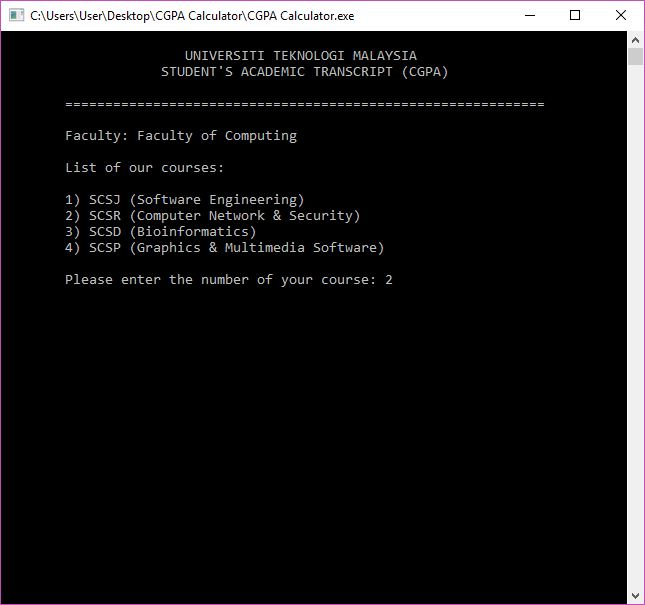 C:\Users\User\Desktop\CGPA Calculator\CGPA Calculator.exe
UNIVERSITI TEKNOLOGI MALAYSIA
STUDENT'S ACADEMIC TRANSCRIPT (CGPA)
============================================================
Faculty: Faculty of Computing
List of our courses:
1) SCSJ (Software Engineering)
2) SCSR (Computer Network & Security)
3) SCSD (Bioinformatics)
4) SCSP (Graphics & Multimedia Software)
Please enter the number of your course: 2